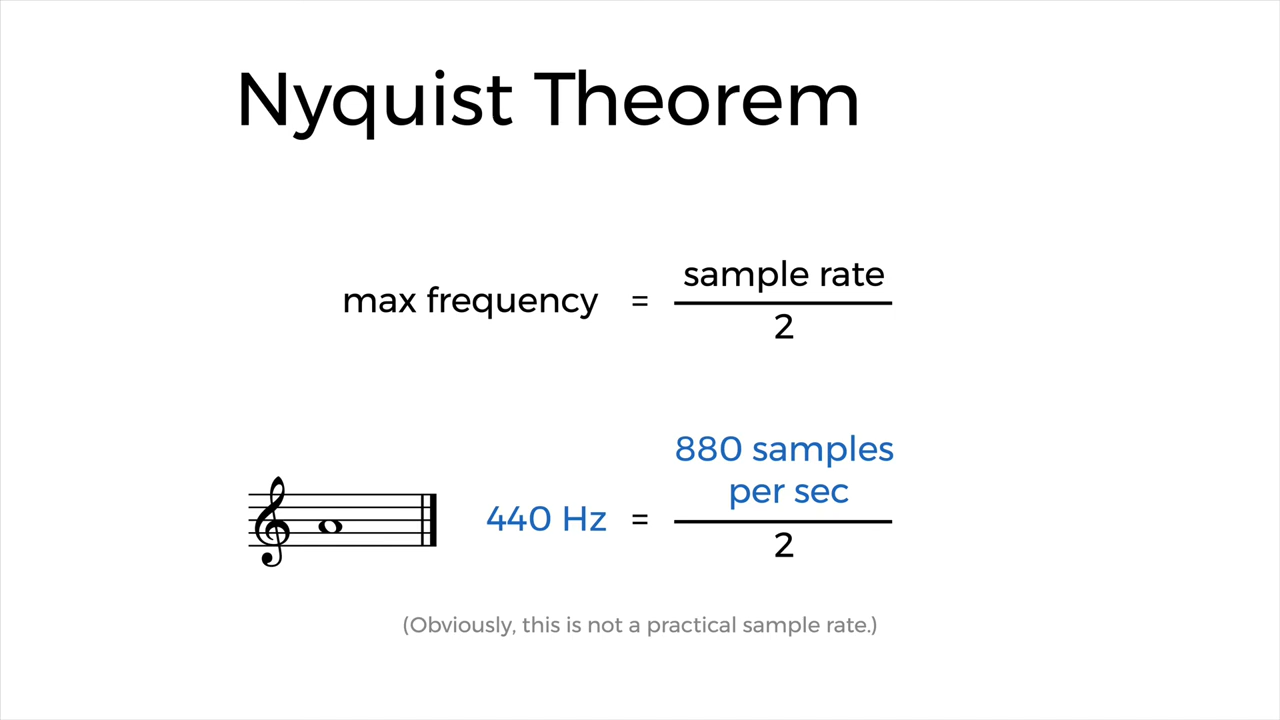 Nyquist Theorem
max frequency = sample rate
2
440 Hz = 880 samples
per sec
2
(Obviously, this is not a practical sample rate.)